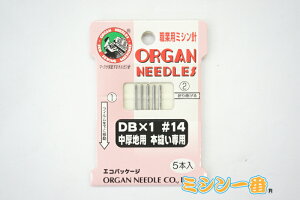 職業用ミシン針
ORGAN
NEEDLES
①
②
DB×1 #14
中厚地用 本縫い専用
5本入
エコパッケージ
ORGAN NEEDLE CO.,
ミシン一番